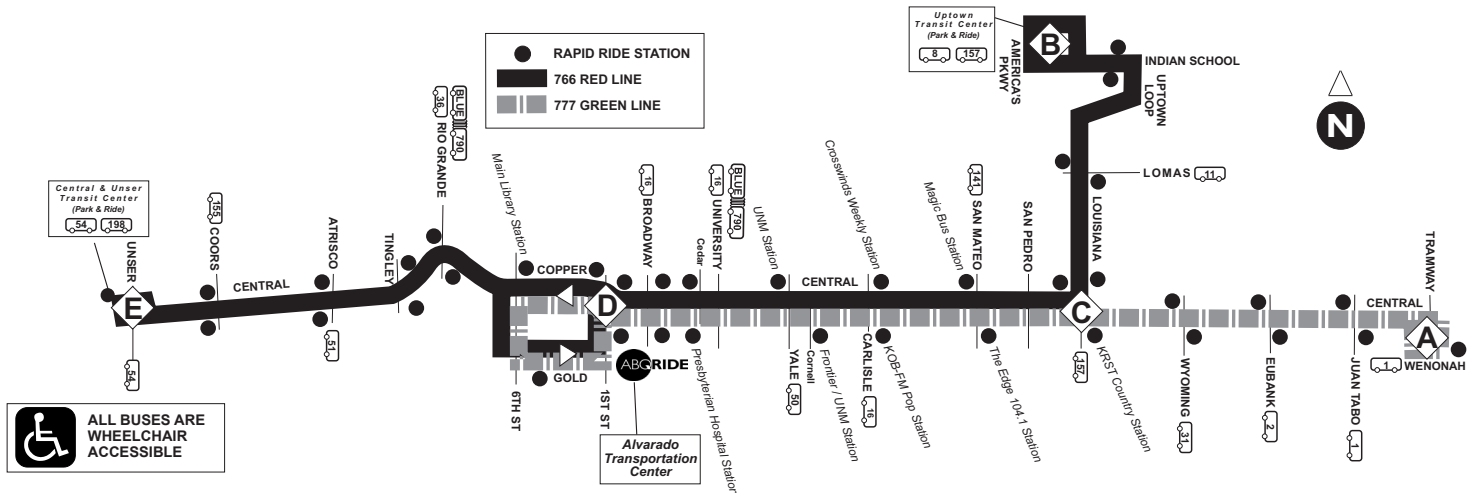 Uptown
Transit Center
(Park & Ride)
8
157
B
AMERICA'S
PKWY
INDIAN SCHOOL
UPTOWN
LOOP
N
RAPID RIDE STATION
766 RED LINE
777 GREEN LINE
BLUE
790
36
RIO GRANDE
Central & Unser
Transit Center
(Park & Ride)
54
198
UNSER
E
54
155
COORS
CENTRAL
ATRISCO
51
TINGLEY
Main Library Station
COPPER
D
GOLD
6TH ST
1ST ST
ABQRIDE
Alvarado
Transportation
Center
16
BROADWAY
Cedar
16
UNIVERSITY
BLUE
790
Presbyterian Hospital Station
UNM Station
YALE
50
Cornell
Frontier / UNM Station
CENTRAL
Crosswinds Weekly Station
CARLISLE
16
KOB-FM Pop Station
Magic Bus Station
141
SAN MATEO
The Edge 104.1 Station
SAN PEDRO
LOMAS
11
LOUISIANA
C
157
KRST Country Station
WYOMING
31
EUBANK
2
JUAN TABO
1
CENTRAL
TRAMWAY
A
1
WENONAH
ALL BUSES ARE
WHEELCHAIR
ACCESSIBLE